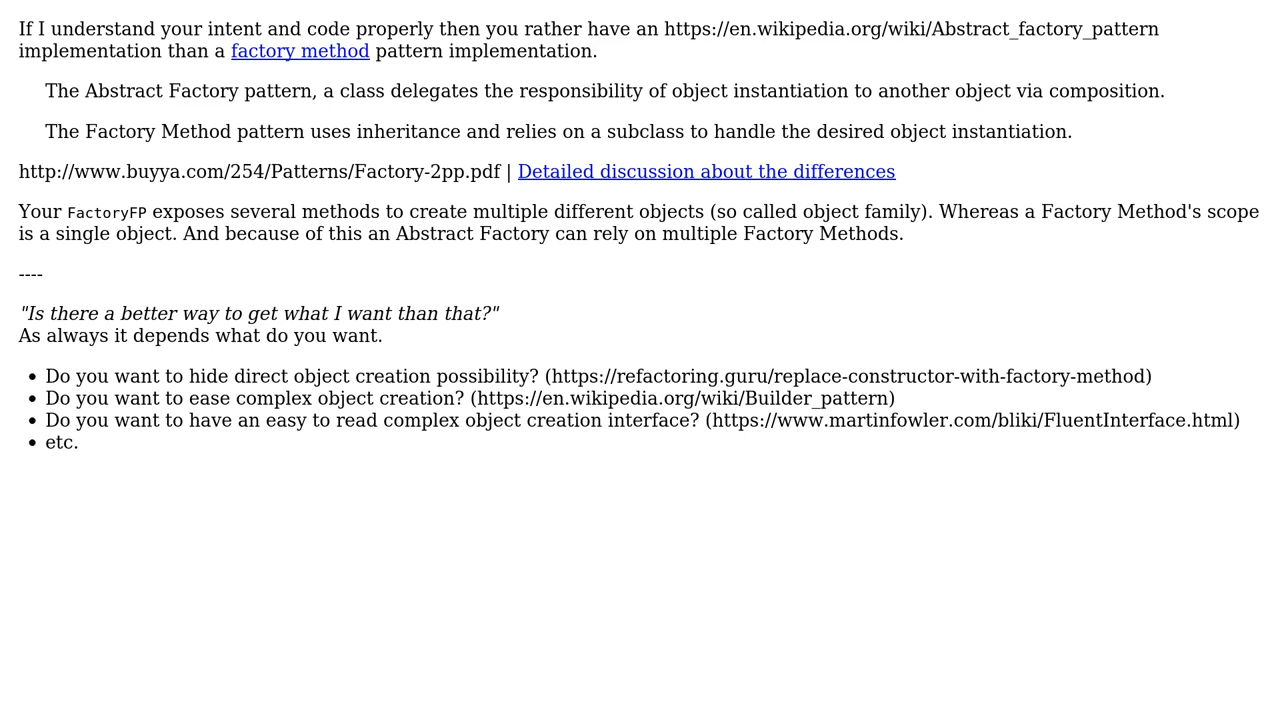 If I understand your intent and code properly then you rather have an https://en.wikipedia.org/wiki/Abstract_factory_pattern
implementation than a factory method pattern implementation.
The Abstract Factory pattern, a class delegates the responsibility of object instantiation to another object via composition.
The Factory Method pattern uses inheritance and relies on a subclass to handle the desired object instantiation.
http://www.buyya.com/254/Patterns/Factory-2pp.pdf | Detailed discussion about the differences
Your FactoryFP exposes several methods to create multiple different objects (so called object family). Whereas a Factory Method's scope
is a single object. And because of this an Abstract Factory can rely on multiple Factory Methods.
----
"Is there a better way to get what I want than that?"
As always it depends what do you want.
• Do you want to hide direct object creation possibility? (https://refactoring.guru/replace-constructor-with-factory-method)
• Do you want to ease complex object creation? (https://en.wikipedia.org/wiki/Builder_pattern)
• Do you want to have an easy to read complex object creation interface? (https://www.martinfowler.com/bliki/FluentInterface.html)
• etc.